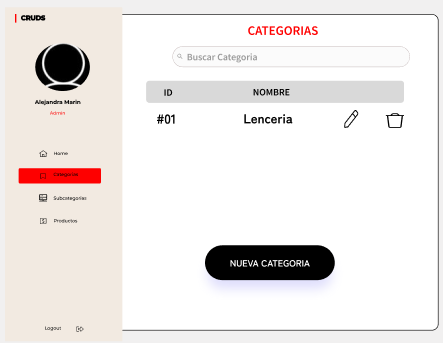 CRUDS
Alejandra Marin
Admin
Home
Categorias
Subcategorias
Productos
Logout
CATEGORIAS
Buscar Categoria
ID NOMBRE
#01 Lenceria
NUEVA CATEGORIA